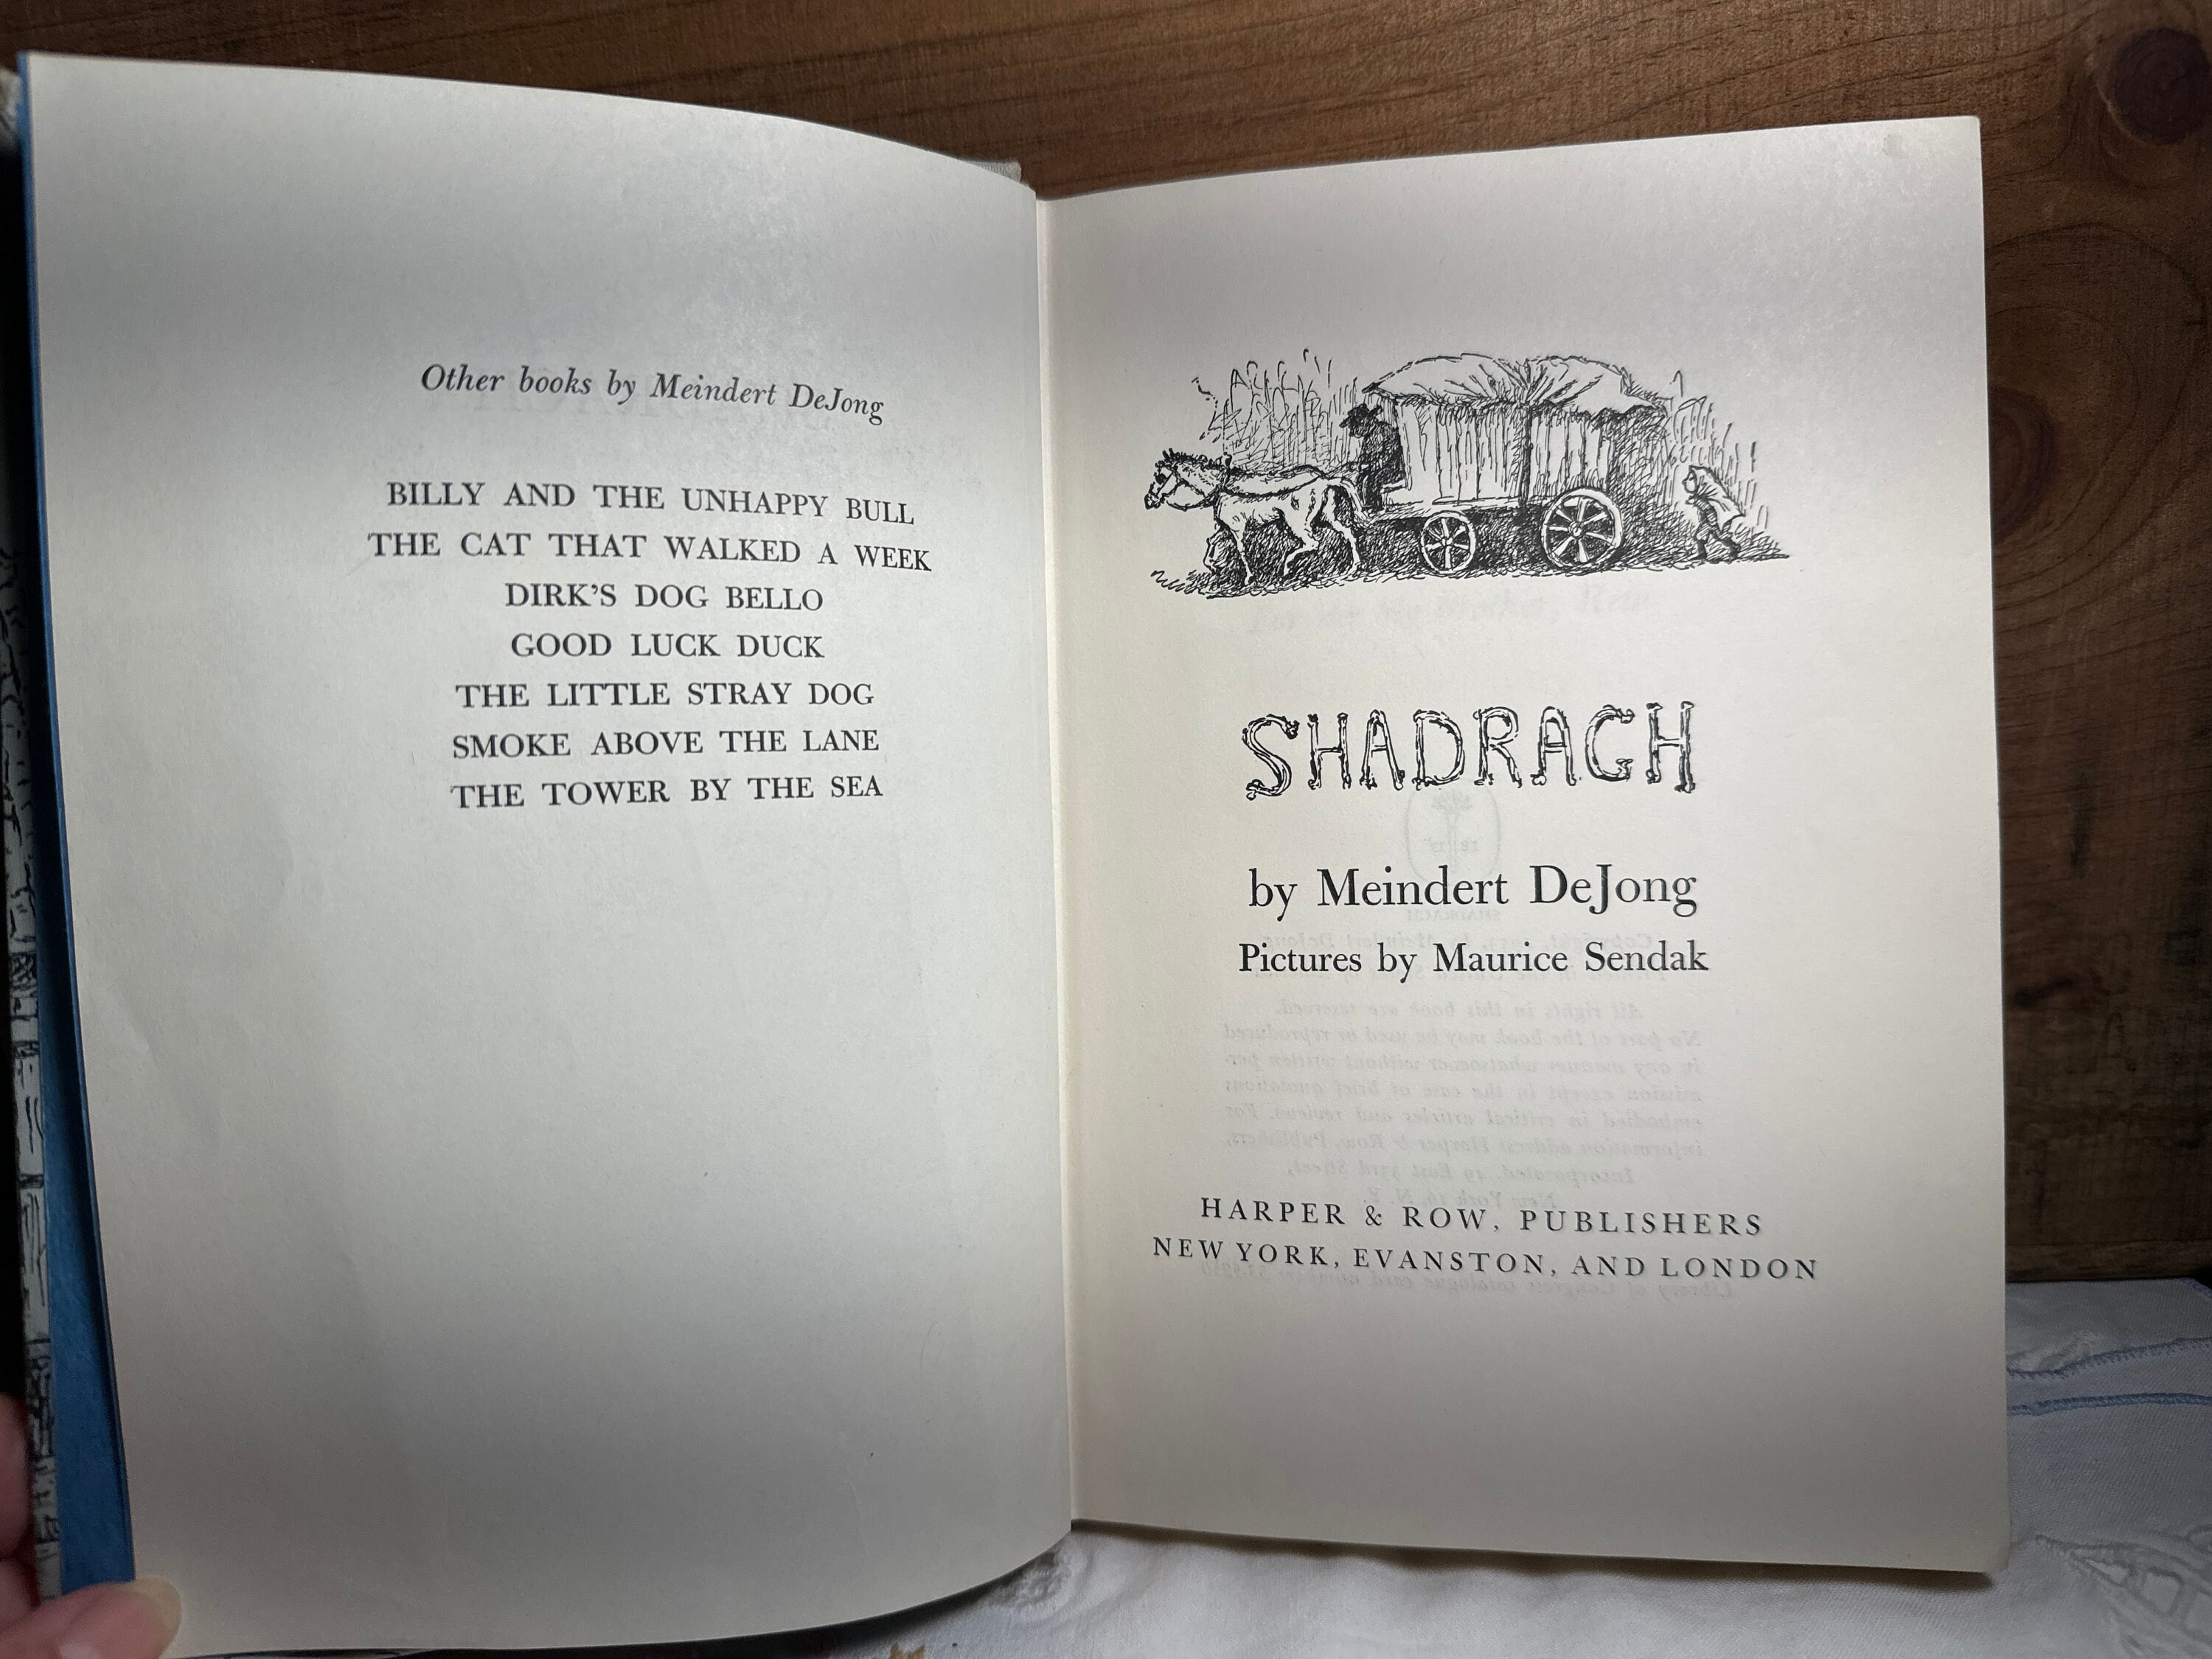 Other books by Meindert DeJong
BILLY AND THE UNHAPPY BULL
THE CAT THAT WALKED A WEEK
DIRK'S DOG BELLO
GOOD LUCK DUCK
THE LITTLE STRAY DOG
SMOKE ABOVE THE LANE
THE TOWER BY THE SEA
SHADRACH
by Meindert DeJong
Pictures by Maurice Sendak
HARPER & ROW, PUBLISHERS
NEW YORK, EVANSTON, AND LONDON